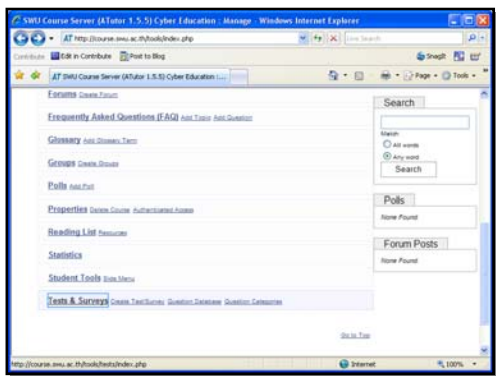 SWU Course Server (ATutor 1.5.5) Cyber Education : Manage - Windows Internet Explorer
AT http://course.swu.ac.th/tools/index.php
Live Search
Contribute Edit in Contribute Post to Blog
SnagIt
AT SWU Course Server (ATutor 1.5.5) Cyber Education : ...
Page Tools
Forums Create Forum
Frequently Asked Questions (FAQ) Add Topic Add Question
Glossary Add Glossary Term
Groups Create Groups
Polls Add Poll
Properties Delete Course Authenticated Access
Reading List Resources
Statistics
Student Tools Side Menu
Tests & Surveys Create Test/Survey Question Database Question Categories
Go to Top
Search
Match:
All words
Any word
Search
Polls
None Found
Forum Posts
None Found
http://course.swu.ac.th/tools/tests/index.php
Internet
100%